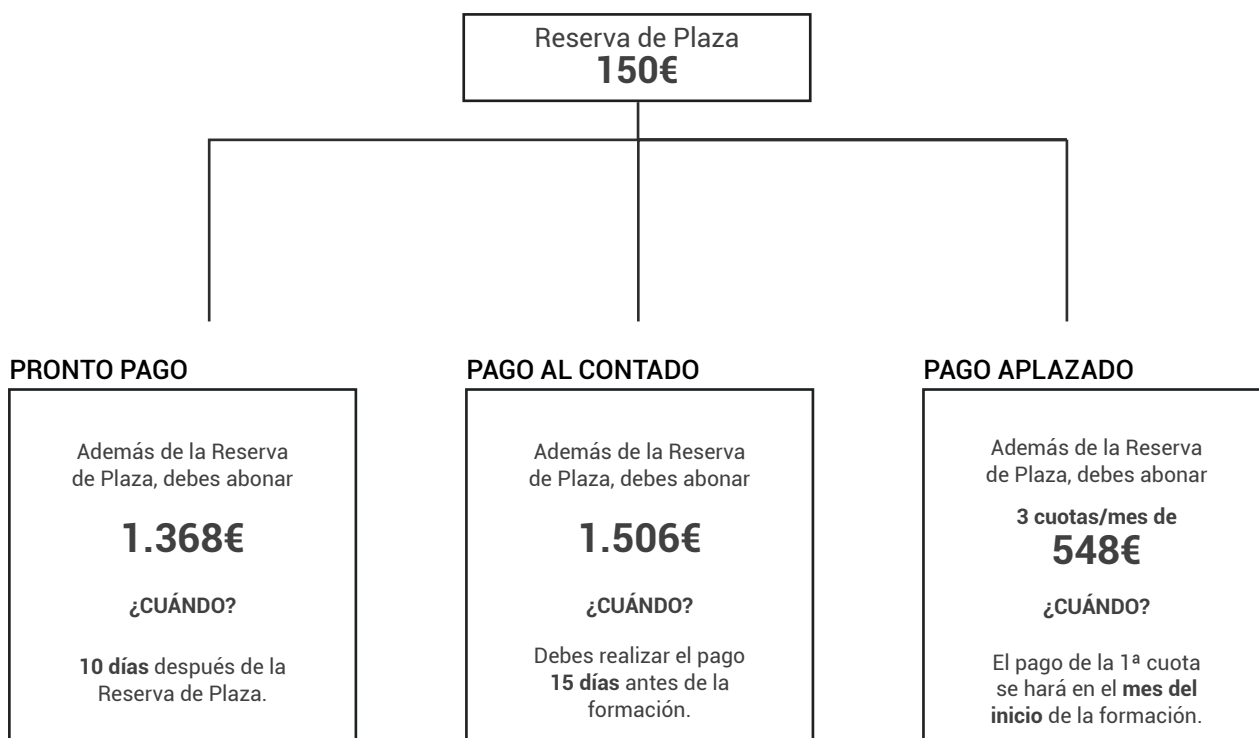 Reserva de Plaza
150€
PRONTO PAGO
Además de la Reserva
de Plaza, debes abonar
1.368€
¿CUÁNDO?
10 días después de la
Reserva de Plaza.
PAGO AL CONTADO
Además de la Reserva
de Plaza, debes abonar
1.506€
¿CUÁNDO?
Debes realizar el pago
15 días antes de la
formación.
PAGO APLAZADO
Además de la Reserva
de Plaza, debes abonar
3 cuotas/mes de
548€
¿CUÁNDO?
El pago de la 1ª cuota
se hará en el mes del
inicio de la formación.